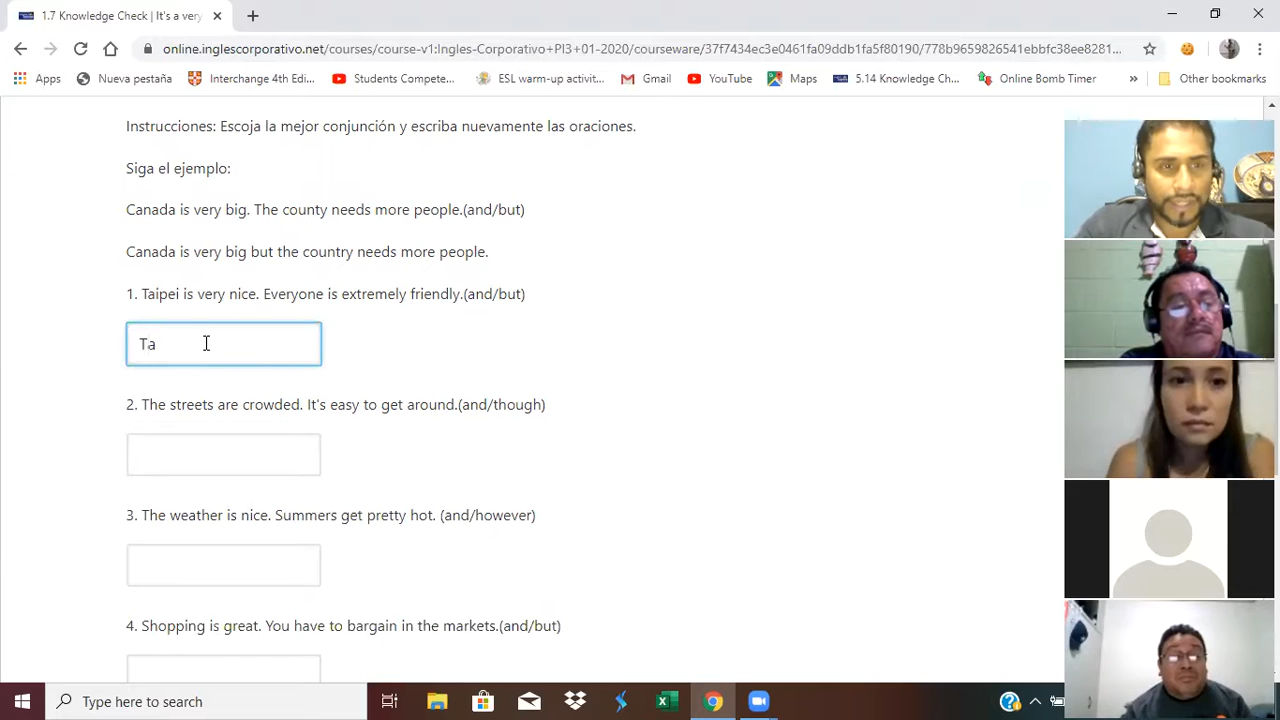 1.7 Knowledge Check | It's a very
online.inglescorporativo.net/courses/course-v1:Ingles-Corporativo+PI3+01-2020/courseware/37f7434ec3e0461fa09ddb1fa5f80190/778b9659826541ebbfc38ee8281...
Apps Nueva pestaña Interchange 4th Edi... Students Compete... ESL warm-up activit... Gmail YouTube Maps 5.14 Knowledge Ch... Online Bomb Timer » Other bookmarks
Instrucciones: Escoja la mejor conjunción y escriba nuevamente las oraciones.
Siga el ejemplo:
Canada is very big. The county needs more people.(and/but)
Canada is very big but the country needs more people.
1. Taipei is very nice. Everyone is extremely friendly.(and/but)
Ta
2. The streets are crowded. It's easy to get around.(and/though)
3. The weather is nice. Summers get pretty hot. (and/however)
4. Shopping is great. You have to bargain in the markets.(and/but)
Type here to search